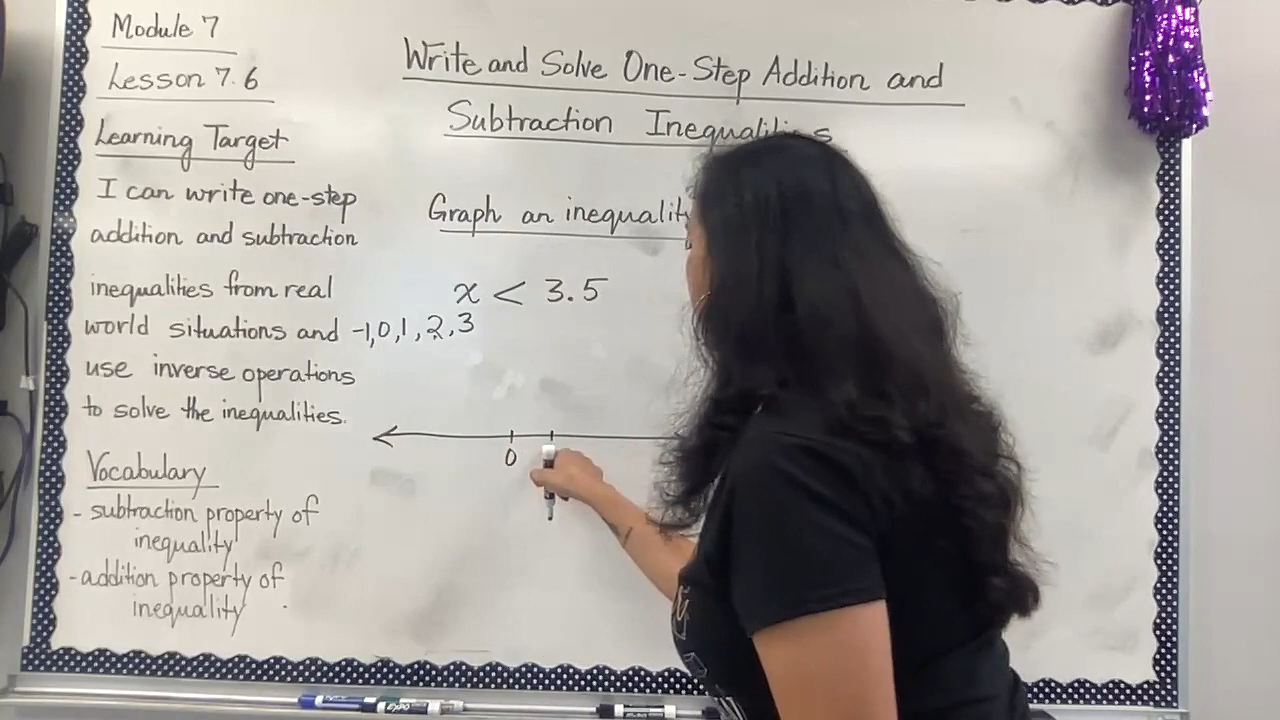 Module 7
Lesson 7.6
Learning Target
I can write one-step
addition and subtraction
inequalities from real
world situations and
use inverse operations
to solve the inequalities.
Vocabulary
- subtraction property of
inequality
- addition property of
inequality.
Write and Solve One-Step Addition and
Subtraction Inequalities
Graph an inequality
x < 3.5
-1,0,1,2,3
0
EXPO